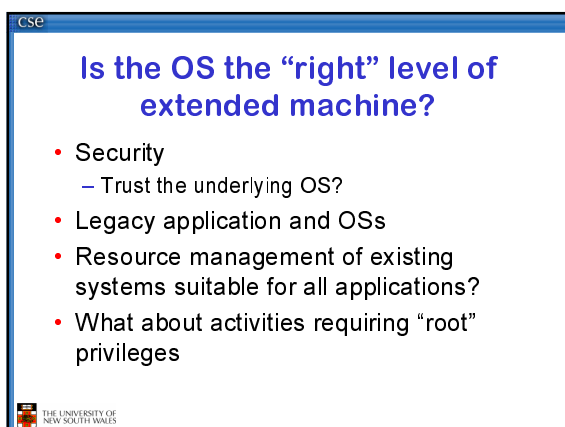 cse
Is the OS the “right” level of
extended machine?
• Security
– Trust the underlying OS?
• Legacy application and OSs
• Resource management of existing
systems suitable for all applications?
• What about activities requiring “root”
privileges
THE UNIVERSITY OF
NEW SOUTH WALES